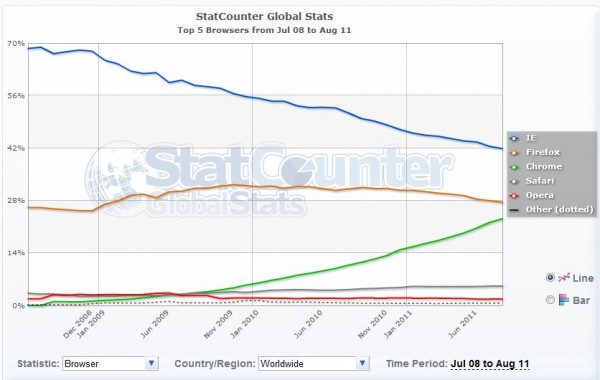 StatCounter Global Stats
Top 5 Browsers from Jul 08 to Aug 11
70%
56%
42%
28%
14%
0%
StatCounter
GlobalStats
IE
Firefox
Chrome
Safari
Opera
Other (dotted)
Line
Bar
Dec 2008
Jan 2009
Jun 2009
Nov 2009
Jan 2010
Jun 2010
Nov 2010
Jan 2011
Jun 2011
Statistic: Browser Country/Region: Worldwide Time Period: Jul 08 to Aug 11